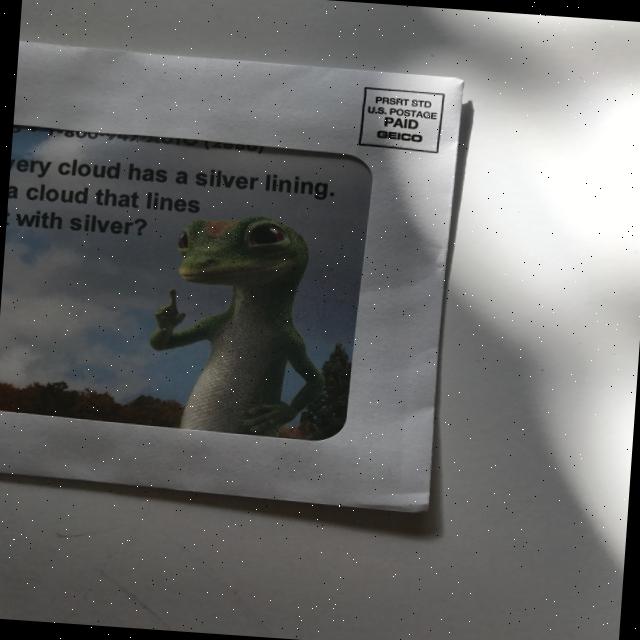 PRSRT STD
U.S. POSTAGE
PAID
GEICO
very cloud has a silver lining.
a cloud that lines
with silver?